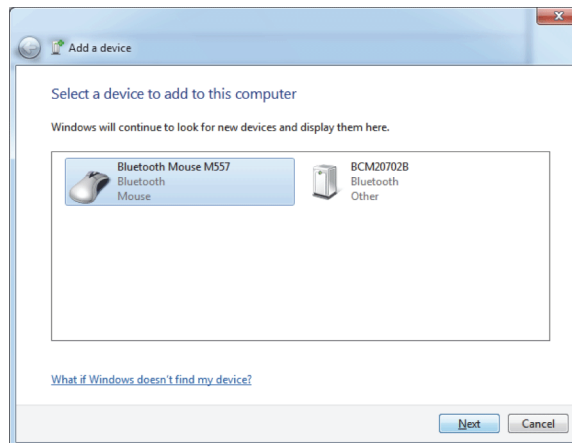 Add a device
Select a device to add to this computer
Windows will continue to look for new devices and display them here.
Bluetooth Mouse M557
Bluetooth
Mouse
BCM20702B
Bluetooth
Other
What if Windows doesn't find my device?
Next
Cancel